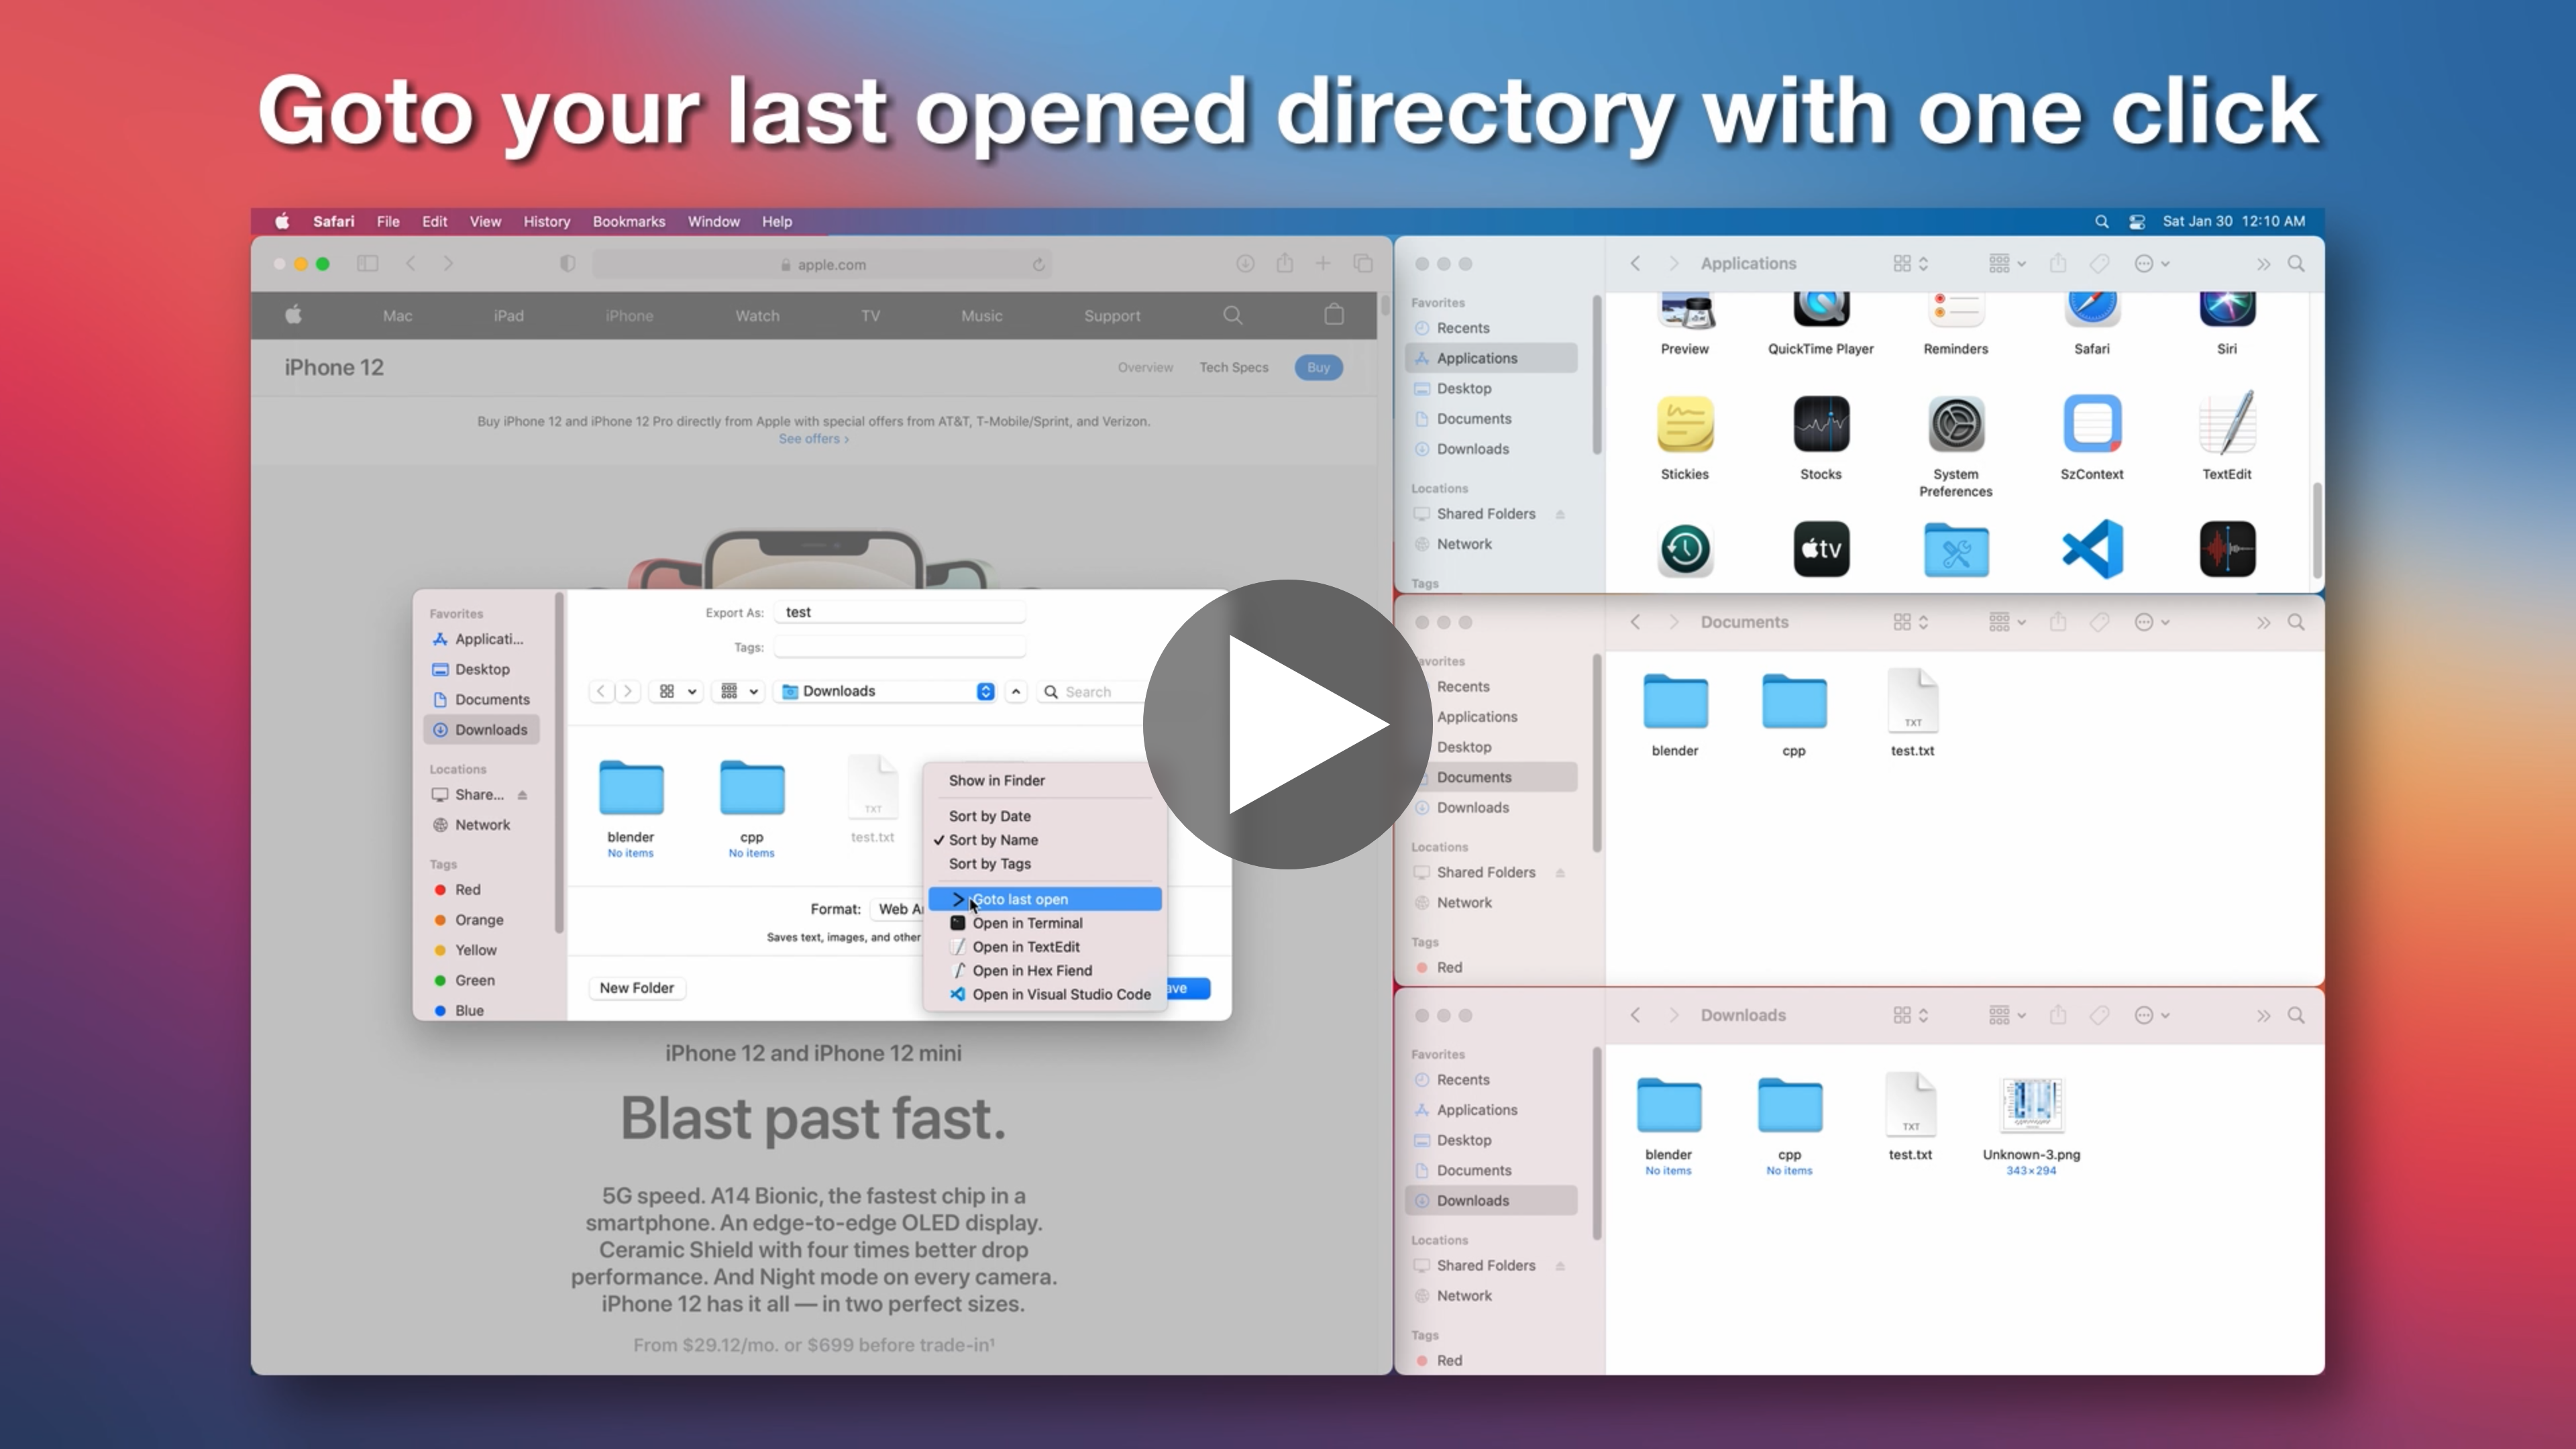 Goto your last opened directory with one click
Safari File Edit View History Bookmarks Window Help
Sat Jan 30 12:10 AM
apple.com
Mac iPad iPhone Watch TV Music Support
iPhone 12
Overview Tech Specs Buy
Buy iPhone 12 and iPhone 12 Pro directly from Apple with special offers from AT&T, T-Mobile/Sprint, and Verizon.
See offers ›
Favorites
Applicati...
Desktop
Documents
Downloads
Locations
Share...
Network
Tags
Red
Orange
Yellow
Green
Blue
Export As: test
Tags:
Downloads
Search
blender
No items
cpp
No items
TXT
test.txt
Format: Web A
Saves text, images, and other
New Folder
ave
Show in Finder
Sort by Date
✓ Sort by Name
Sort by Tags
Goto last open
Open in Terminal
Open in TextEdit
Open in Hex Fiend
Open in Visual Studio Code
iPhone 12 and iPhone 12 mini
Blast past fast.
5G speed. A14 Bionic, the fastest chip in a
smartphone. An edge-to-edge OLED display.
Ceramic Shield with four times better drop
performance. And Night mode on every camera.
iPhone 12 has it all — in two perfect sizes.
From $29.12/mo. or $699 before trade-in¹
Applications
Favorites
Recents
Applications
Desktop
Documents
Downloads
Locations
Shared Folders
Network
Tags
Preview QuickTime Player Reminders Safari Siri
Stickies Stocks System Preferences SzContext TextEdit
tv
Documents
avorites
Recents
Applications
Desktop
Documents
Downloads
Locations
Shared Folders
Network
Tags
Red
TXT
blender cpp test.txt
Downloads
Favorites
Recents
Applications
Desktop
Documents
Downloads
Locations
Shared Folders
Network
Tags
Red
TXT
blender cpp test.txt Unknown-3.png
No items No items 343×294